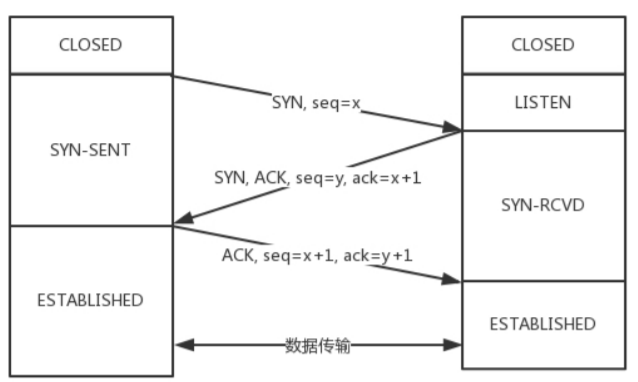 CLOSED
CLOSED
LISTEN
SYN, seq=x
SYN-SENT
SYN, ACK, seq=y, ack=x+1
SYN-RCVD
ACK, seq=x+1, ack=y+1
ESTABLISHED
ESTABLISHED
数据传输